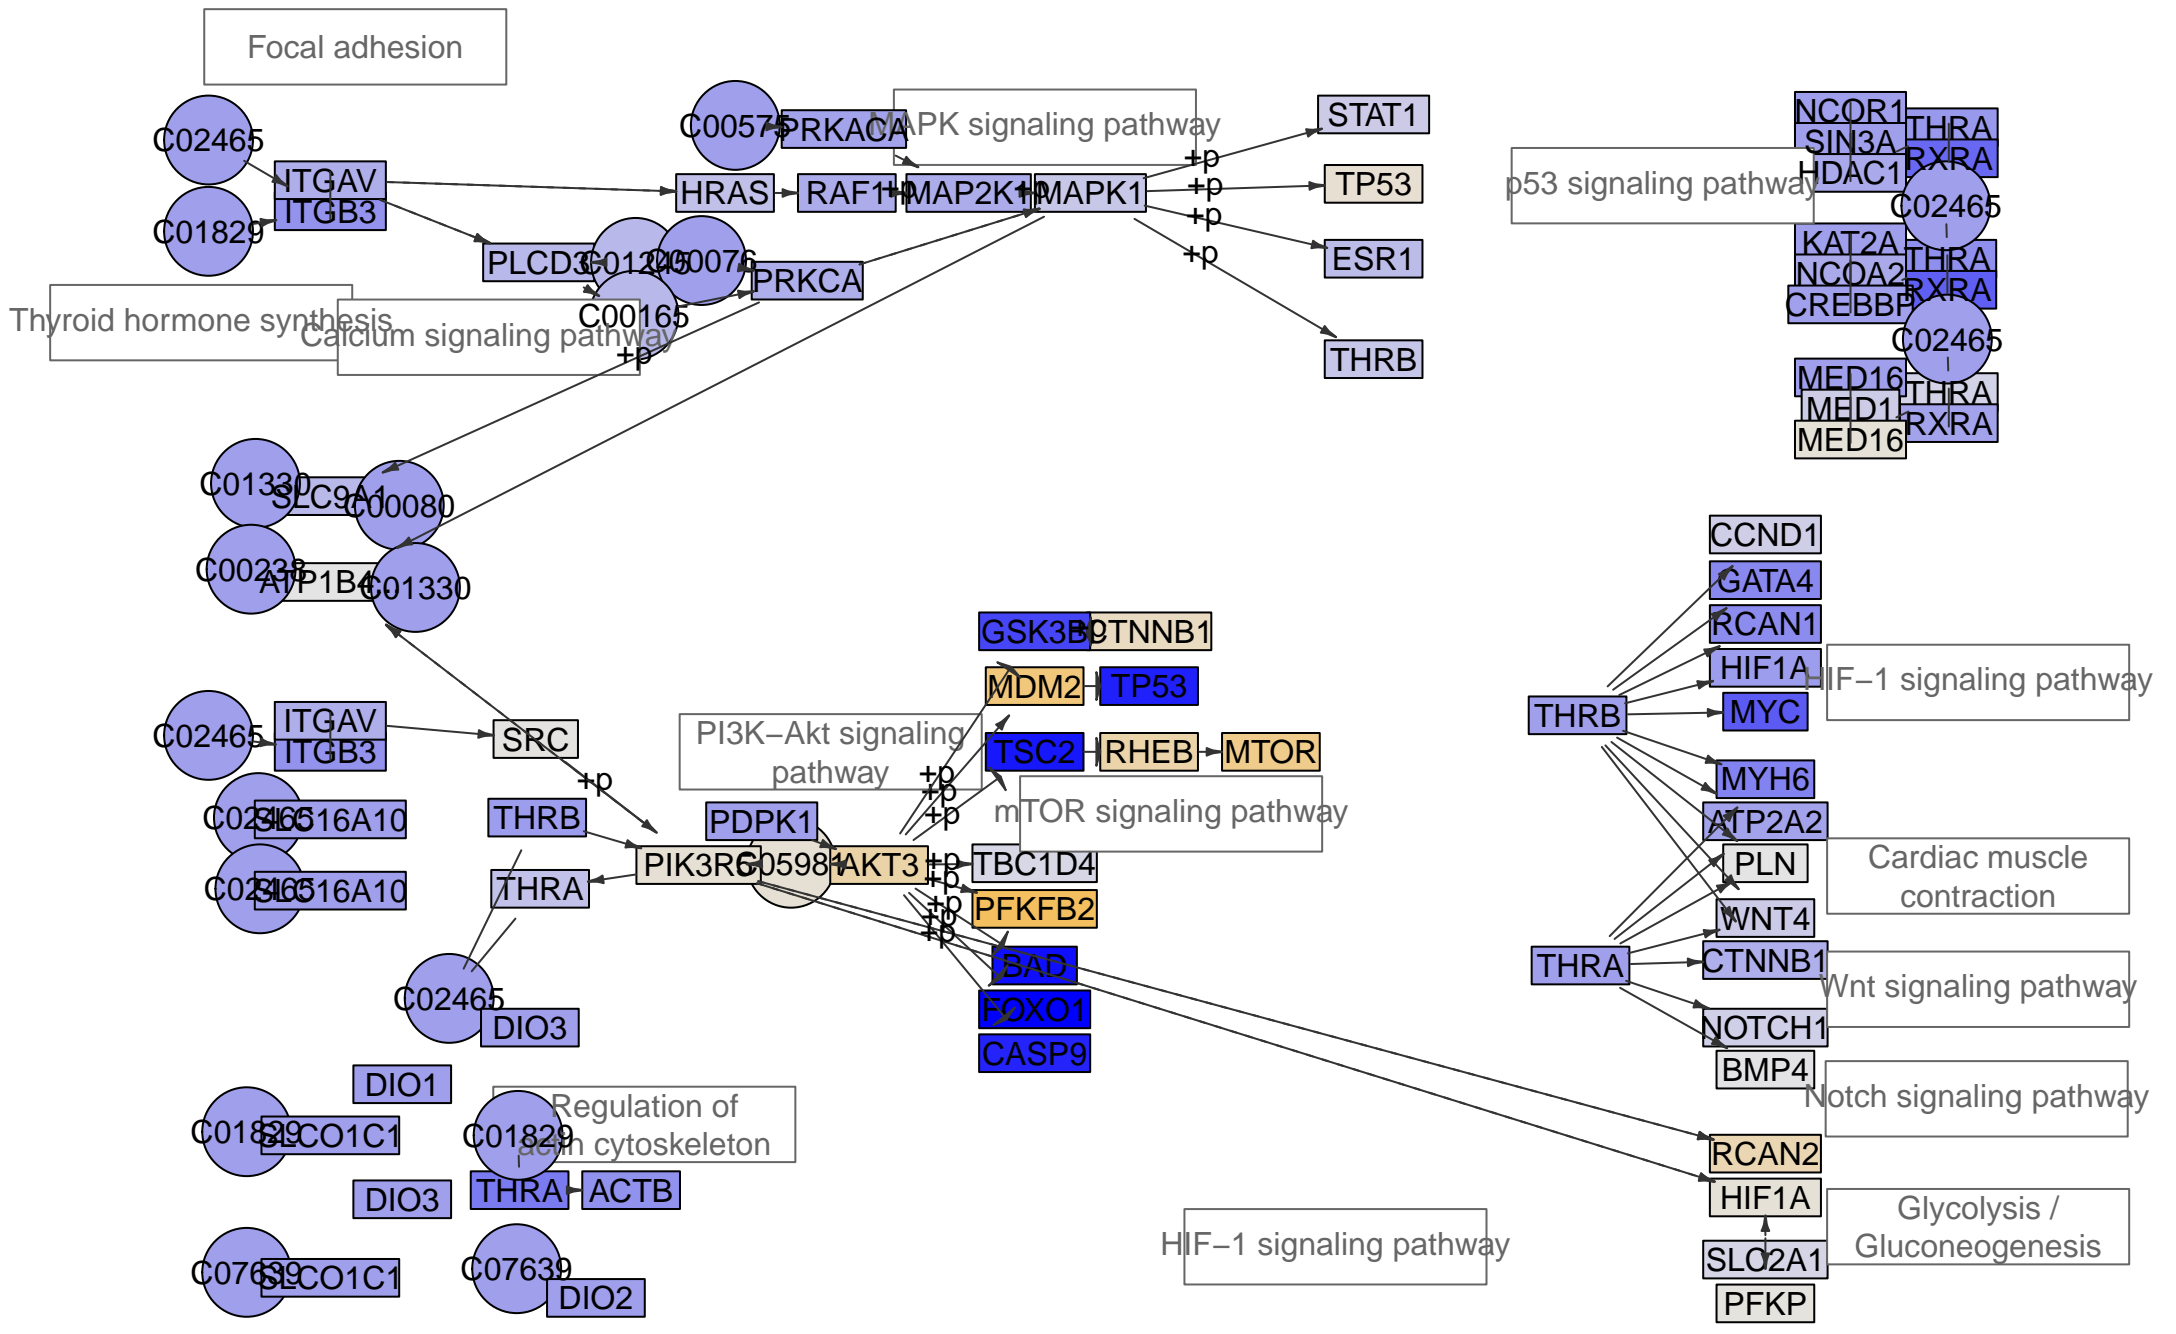 Focal adhesion
C02465
ITGAV
ITGB3
C01829
C00575
PRKACA
MAPK signaling pathway
HRAS
RAF1
+p
MAP2K1
+p
MAPK1
+p
+p
+p
+p
STAT1
TP53
ESR1
THRB
PLCD3
C01245
C00076
C00165
PRKCA
Thyroid hormone synthesis
Calcium signaling pathway
+p
p53 signaling pathway
NCOR1
SIN3A
HDAC1
THRA
RXRA
C02465
KAT2A
NCOA2
CREBBP
THRA
RXRA
C02465
MED16
MED1
MED16
THRA
RXRA
C01330
SLC9A1
C00080
C00238
ATP1B4...
C01330
C02465
ITGAV
ITGB3
SRC
+p
C02465
SLC16A10
C02465
SLC16A10
THRB
THRA
C02465
DIO3
PI3K−Akt signaling
pathway
PDPK1
PIK3R6
C05981
AKT3
GSK3B
+p
CTNNB1
MDM2
TP53
TSC2
RHEB
MTOR
mTOR signaling pathway
+p
+p
+p
+p
+p
+p
+p
+p
TBC1D4
PFKFB2
BAD
FOXO1
CASP9
CCND1
GATA4
RCAN1
HIF1A
HIF−1 signaling pathway
THRB
MYC
MYH6
ATP2A2
PLN
Cardiac muscle
contraction
WNT4
THRA
CTNNB1
Wnt signaling pathway
NOTCH1
BMP4
Notch signaling pathway
RCAN2
HIF1A
Glycolysis /
Gluconeogenesis
SLC2A1
PFKP
HIF−1 signaling pathway
DIO1
C01829
SLCO1C1
DIO3
C07639
SLCO1C1
Regulation of
actin cytoskeleton
C01829
THRA
ACTB
C07639
DIO2